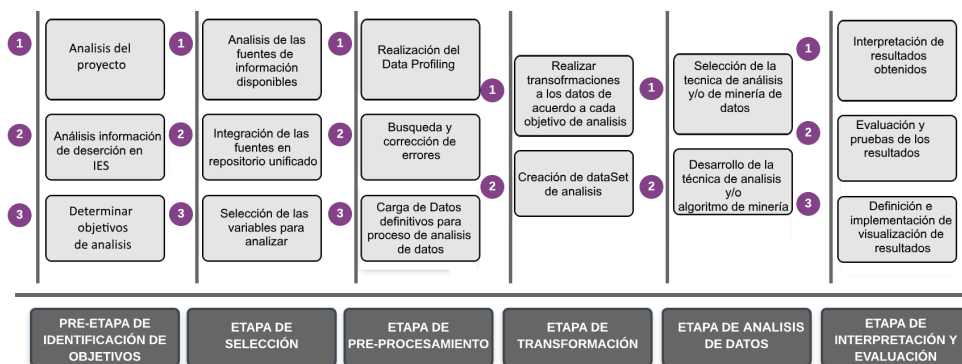 1
Analisis del
proyecto
2
Análisis información
de deserción en
IES
3
Determinar
objetivos
de analisis
1
Analisis de las
fuentes de
información
disponibles
2
Integración de las
fuentes en
repositorio unificado
3
Selección de las
variables para
analizar
1
Realización del
Data Profiling
2
Busqueda y
corrección de
errores
3
Carga de Datos
definitivos para
proceso de analisis
de datos
1
Realizar
transofrmaciones
a los datos de
acuerdo a cada
objetivo de analisis
2
Creación de dataSet
de analisis
1
Selección de la
tecnica de análisis
y/o de minería de
datos
2
Desarrollo de la
técnica de analisis
y/o
algoritmo de minería
1
Interpretación de
resultados
obtenidos
2
Evaluación y
pruebas de los
resultados
3
Definición e
implementación de
visualización de
resultados
PRE-ETAPA DE
IDENTIFICACIÓN DE
OBJETIVOS
ETAPA DE
SELECCIÓN
ETAPA DE
PRE-PROCESAMIENTO
ETAPA DE
TRANSFORMACIÓN
ETAPA DE ANALISIS
DE DATOS
ETAPA DE
INTERPRETACIÓN Y
EVALUACIÓN